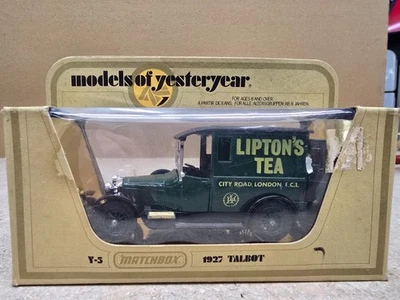 models of yesteryear
FOR AGES 8 AND OVER.
LIPTON'S
TEA
CITY ROAD, LONDON, E.C.1.
Y-5 MATCHBOX 1927 TALBOT